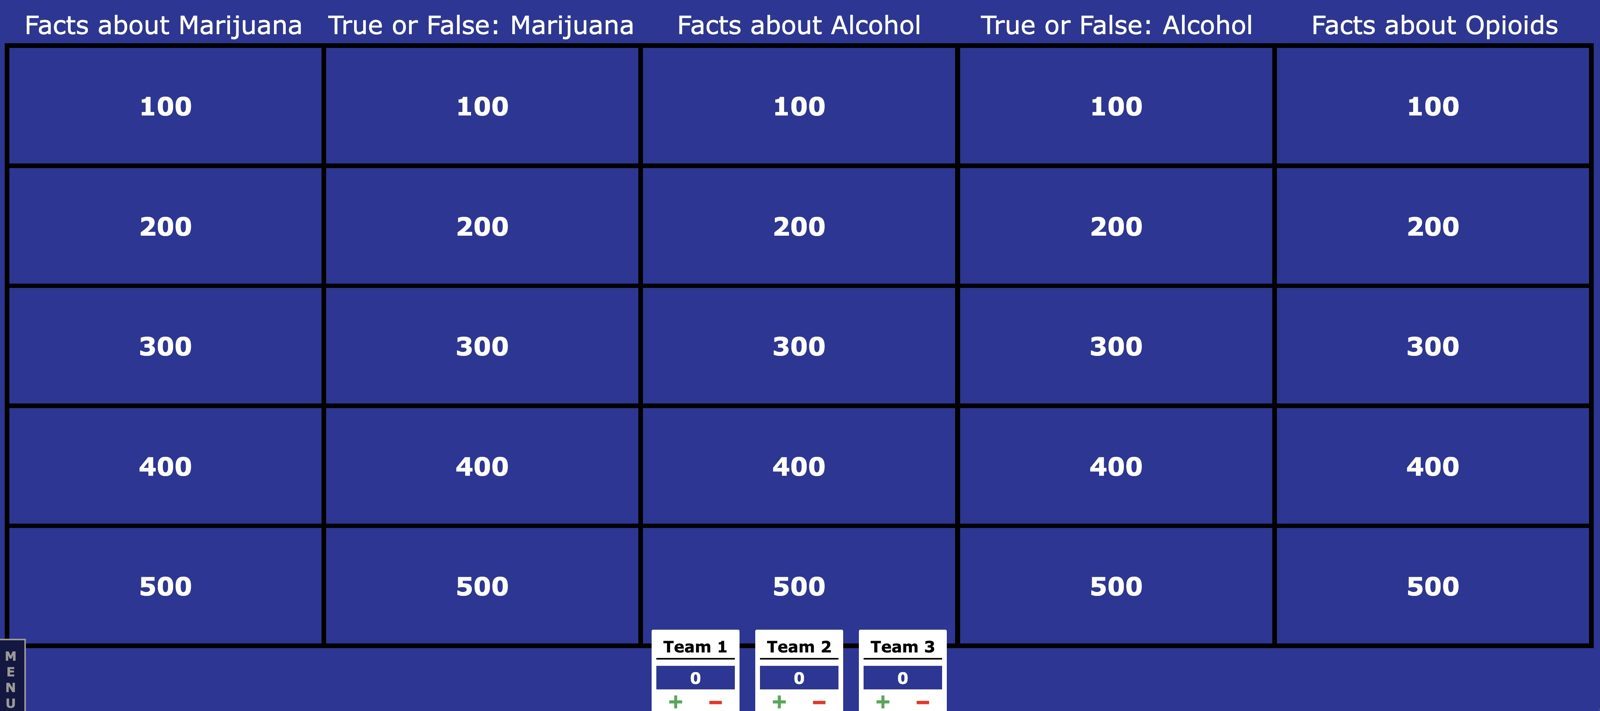 Facts about Marijuana True or False: Marijuana Facts about Alcohol True or False: Alcohol Facts about Opioids
100 100 100 100 100
200 200 200 200 200
300 300 300 300 300
400 400 400 400 400
500 500 500 500 500
Team 1 Team 2 Team 3
0 0 0
+ − + − + −
MENU